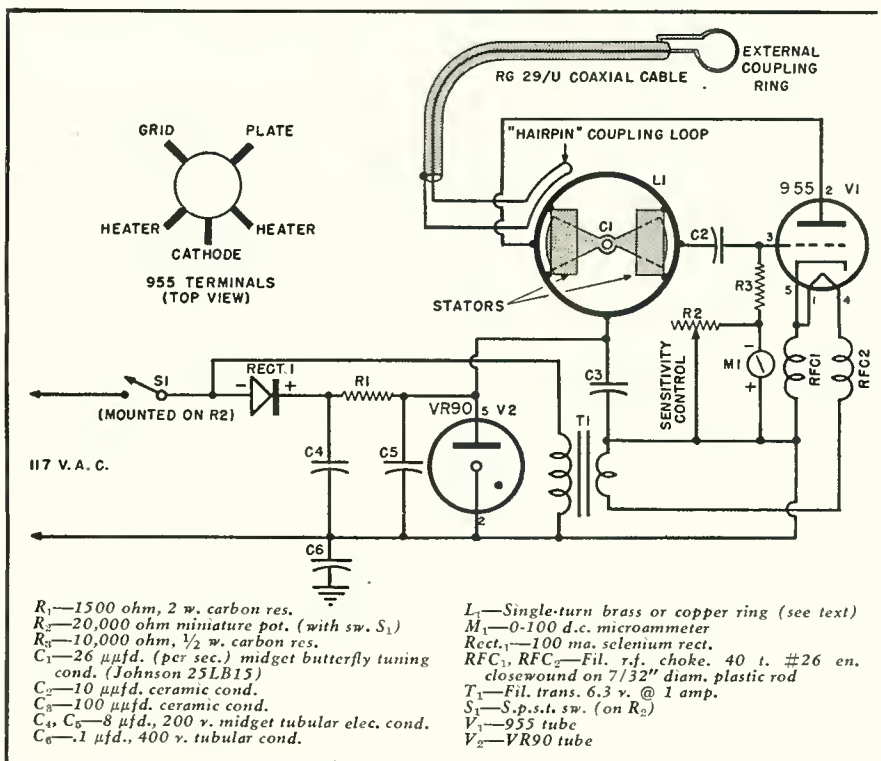 EXTERNAL
COUPLING
RING
RG 29/U COAXIAL CABLE
"HAIRPIN" COUPLING LOOP
GRID
PLATE
HEATER
HEATER
CATHODE
955 TERMINALS
(TOP VIEW)
L1
C1
STATORS
C2
955
V1
2
3
5
1
4
R3
R2
SENSITIVITY
CONTROL
M1
-
+
RFC1
RFC2
S1
(MOUNTED ON R2)
RECT.1
-
+
R1
VR90
5
V2
2
C3
T1
C4
C5
C6
117 V.A.C.
R₁—1500 ohm, 2 w. carbon res.
R₂—20,000 ohm miniature pot. (with sw. S₁)
R₃—10,000 ohm, ½ w. carbon res.
C₁—26 μμfd. (per sec.) midget butterfly tuning
cond. (Johnson 25LB15)
C₂—10 μμfd. ceramic cond.
C₃—100 μμfd. ceramic cond.
C₄, C₅—8 μfd., 200 v. midget tubular elec. cond.
C₆—.1 μfd., 400 v. tubular cond.
L₁—Single-turn brass or copper ring (see text)
M₁—0-100 d.c. microammeter
Rect.₁—100 ma. selenium rect.
RFC₁, RFC₂—Fil. r.f. choke. 40 t. #26 en.
closewound on 7/32" diam. plastic rod
T₁—Fil. trans. 6.3 v. @ 1 amp.
S₁—S.p.s.t. sw. (on R₂)
V₁—955 tube
V₂—VR90 tube